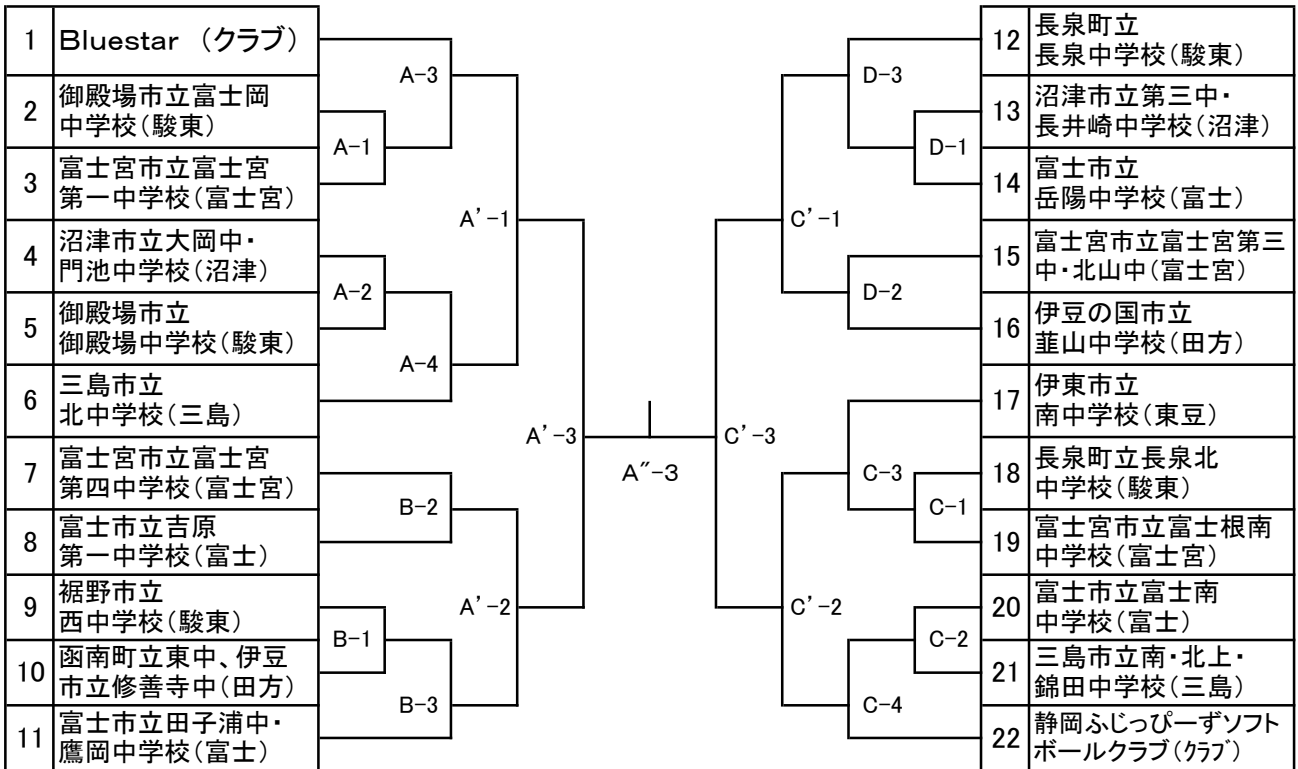 1
Bluestar （クラブ）
2
御殿場市立富士岡
中学校（駿東）
3
富士宮市立富士宮
第一中学校（富士宮）
4
沼津市立大岡中・
門池中学校（沼津）
5
御殿場市立
御殿場中学校（駿東）
6
三島市立
北中学校（三島）
7
富士宮市立富士宮
第四中学校（富士宮）
8
富士市立吉原
第一中学校（富士）
9
裾野市立
西中学校（駿東）
10
函南町立東中、伊豆
市立修善寺中（田方）
11
富士市立田子浦中・
鷹岡中学校（富士）
A-3
A-1
A’-1
A-2
A-4
A’-3
B-2
A’-2
B-1
B-3
A″-3
D-3
D-1
C’-1
D-2
C’-3
C-3
C-1
C’-2
C-2
C-4
12
長泉町立
長泉中学校（駿東）
13
沼津市立第三中・
長井崎中学校（沼津）
14
富士市立
岳陽中学校（富士）
15
富士宮市立富士宮第三
中・北山中（富士宮）
16
伊豆の国市立
韮山中学校（田方）
17
伊東市立
南中学校（東豆）
18
長泉町立長泉北
中学校（駿東）
19
富士宮市立富士根南
中学校（富士宮）
20
富士市立富士南
中学校（富士）
21
三島市立南・北上・
錦田中学校（三島）
22
静岡ふじっぴーずソフト
ボールクラブ（ｸﾗﾌﾞ）